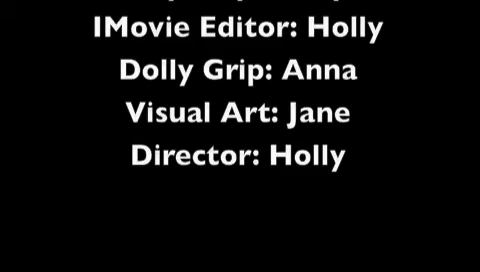 IMovie Editor: Holly
Dolly Grip: Anna
Visual Art: Jane
Director: Holly